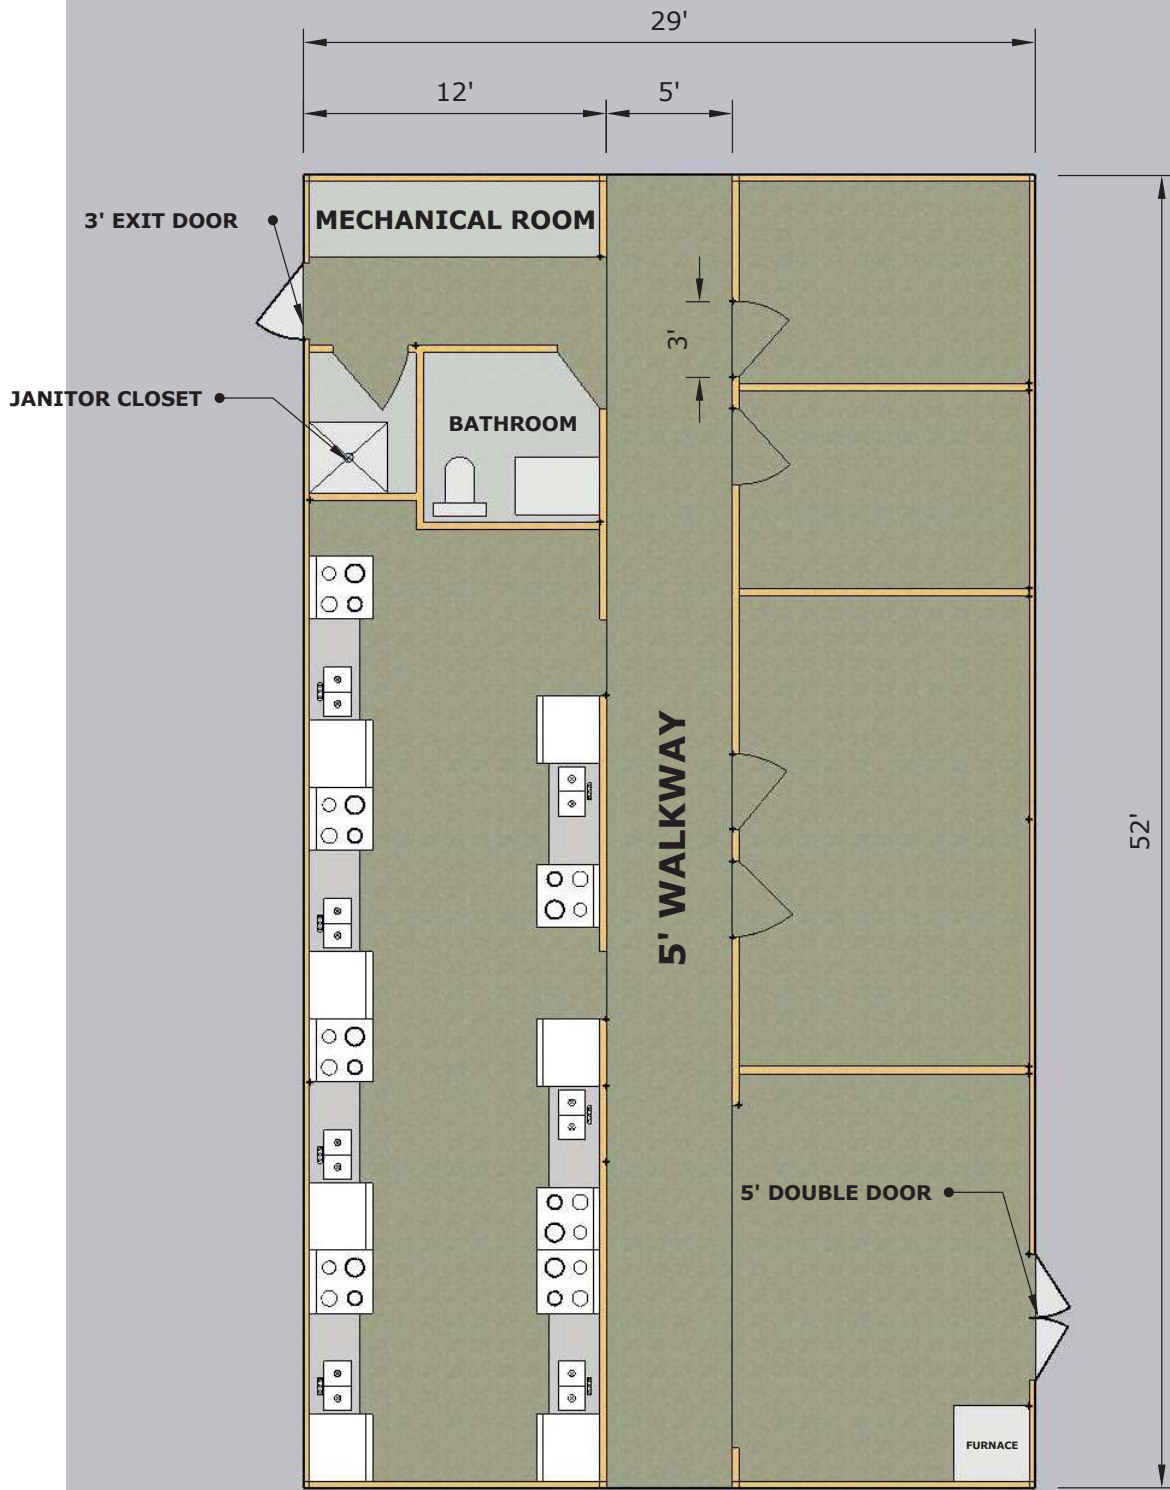 29'
12'
5'
3' EXIT DOOR
MECHANICAL ROOM
3'
JANITOR CLOSET
BATHROOM
5' WALKWAY
52'
5' DOUBLE DOOR
FURNACE